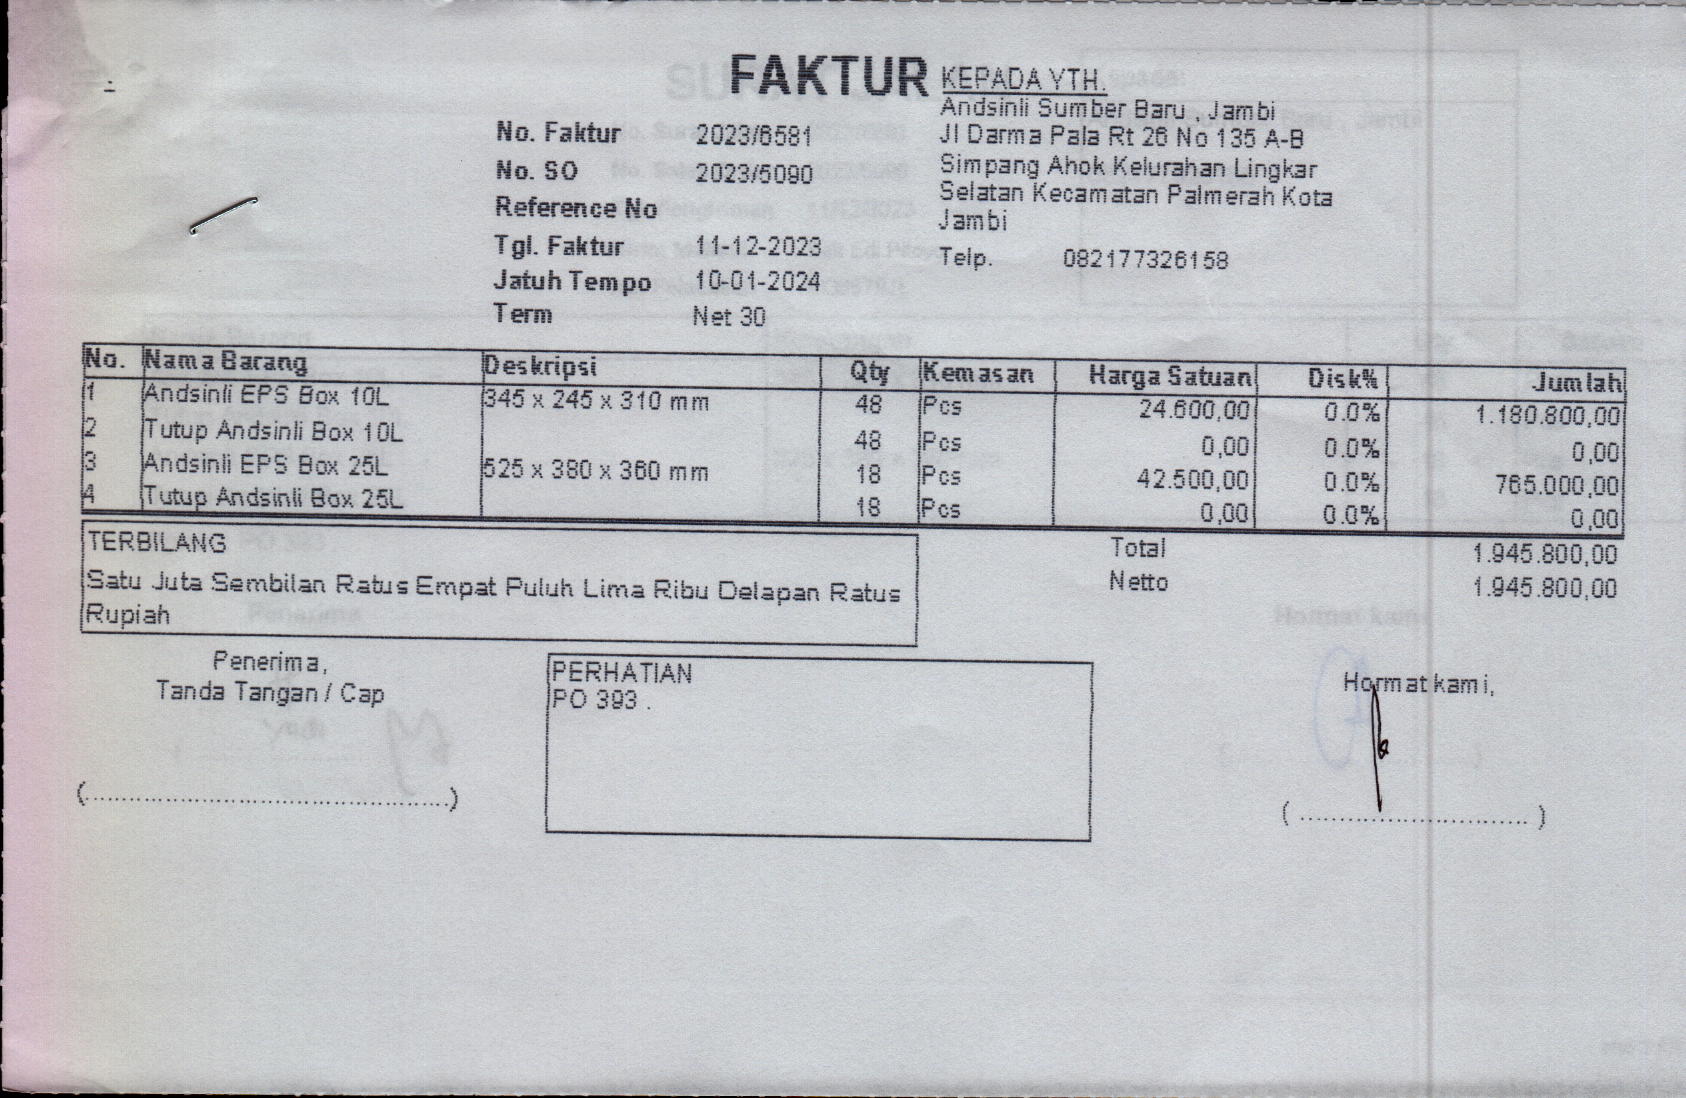 FAKTUR
No. Faktur 2023/6581
No. SO 2023/5090
Reference No
Tgl. Faktur 11-12-2023
Jatuh Tempo 10-01-2024
Term Net 30
KEPADA YTH.
Andsinli Sumber Baru , Jambi
Jl Darma Pala Rt 26 No 135 A-B
Simpang Ahok Kelurahan Lingkar
Selatan Kecamatan Palmerah Kota
Jambi
Telp. 082177326158
No. Nama Barang Deskripsi Qty Kemasan Harga Satuan Disk% Jumlah
1 Andsinli EPS Box 10L 345 x 245 x 310 mm 48 Pcs 24.600,00 0.0% 1.180.800,00
2 Tutup Andsinli Box 10L 48 Pcs 0,00 0.0% 0,00
3 Andsinli EPS Box 25L 525 x 380 x 360 mm 18 Pcs 42.500,00 0.0% 765.000,00
4 Tutup Andsinli Box 25L 18 Pcs 0,00 0.0% 0,00
TERBILANG
Satu Juta Sembilan Ratus Empat Puluh Lima Ribu Delapan Ratus
Rupiah
Total 1.945.800,00
Netto 1.945.800,00
Penerima,
Tanda Tangan / Cap
(..............................................)
PERHATIAN
PO 393 .
Hormat kami,
( ............................. )